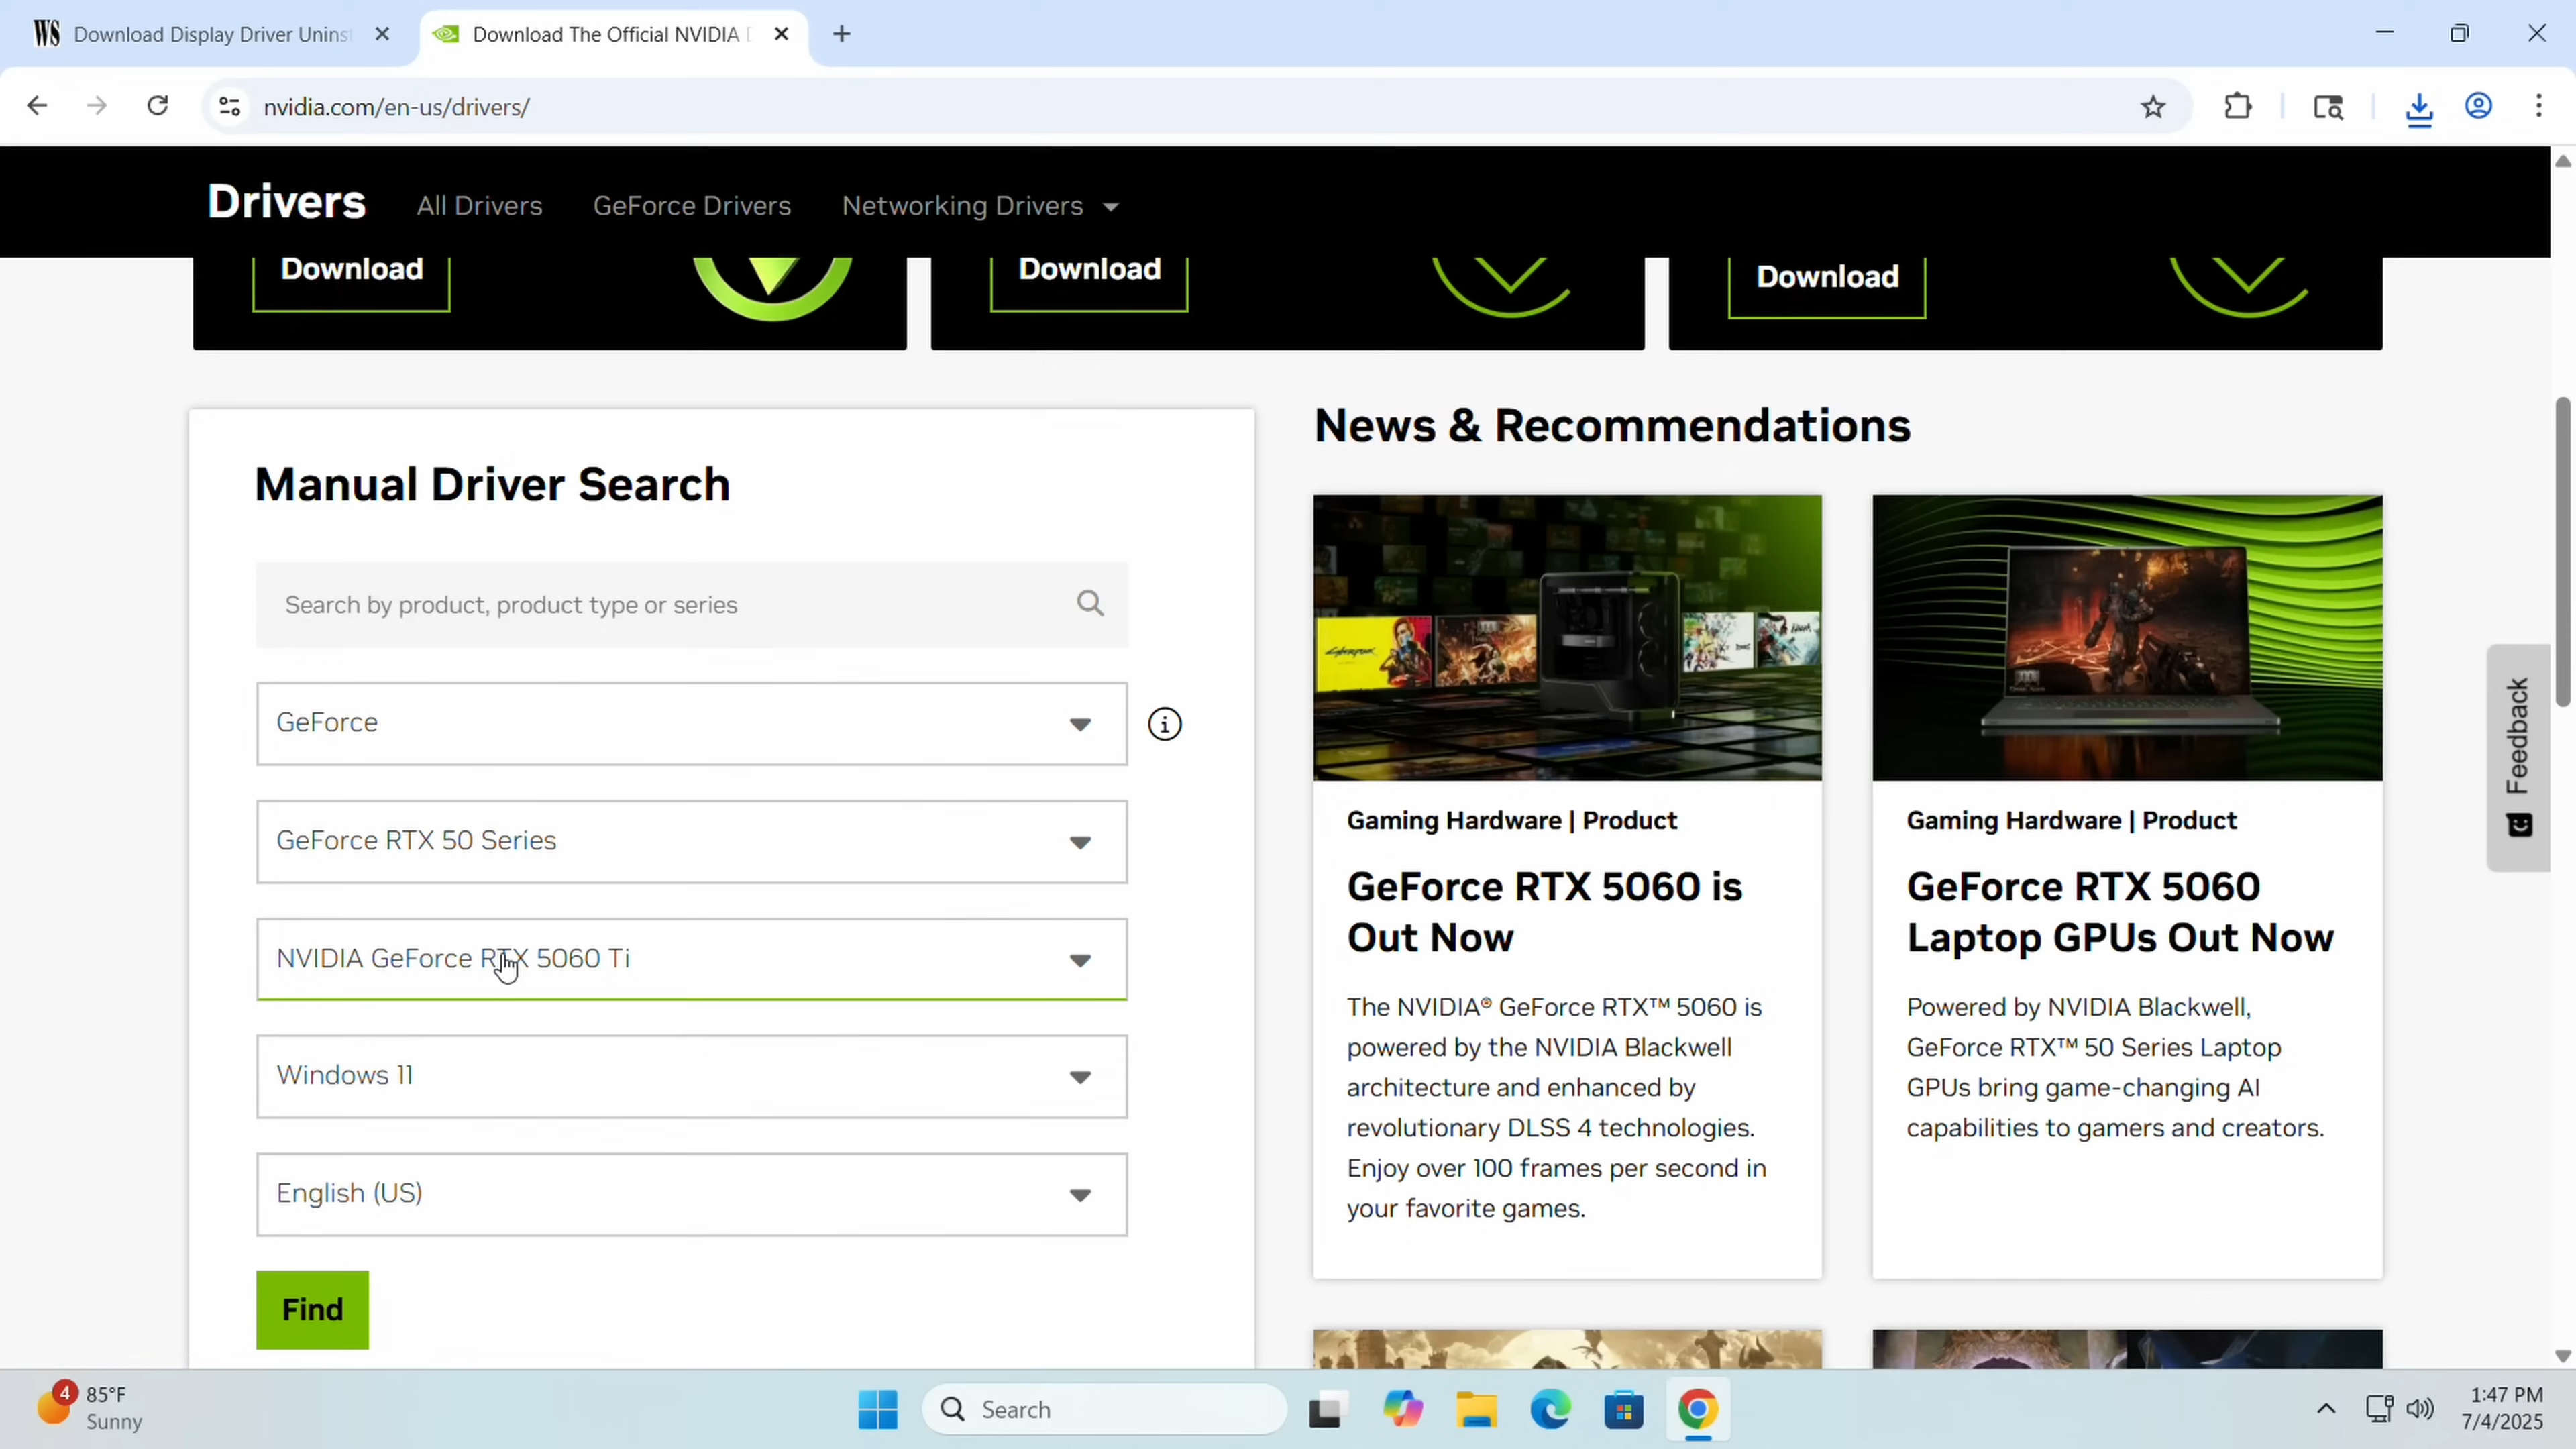 WS Download Display Driver Uninst
Download The Official NVIDIA D
nvidia.com/en-us/drivers/
Drivers All Drivers GeForce Drivers Networking Drivers
Download Download Download
Manual Driver Search
Search by product, product type or series
GeForce
GeForce RTX 50 Series
NVIDIA GeForce RTX 5060 Ti
Windows 11
English (US)
Find
News & Recommendations
Gaming Hardware | Product
GeForce RTX 5060 is
Out Now
The NVIDIA® GeForce RTX™ 5060 is
powered by the NVIDIA Blackwell
architecture and enhanced by
revolutionary DLSS 4 technologies.
Enjoy over 100 frames per second in
your favorite games.
Gaming Hardware | Product
GeForce RTX 5060
Laptop GPUs Out Now
Powered by NVIDIA Blackwell,
GeForce RTX™ 50 Series Laptop
GPUs bring game-changing AI
capabilities to gamers and creators.
Feedback
4
85°F
Sunny
Search
1:47 PM
7/4/2025